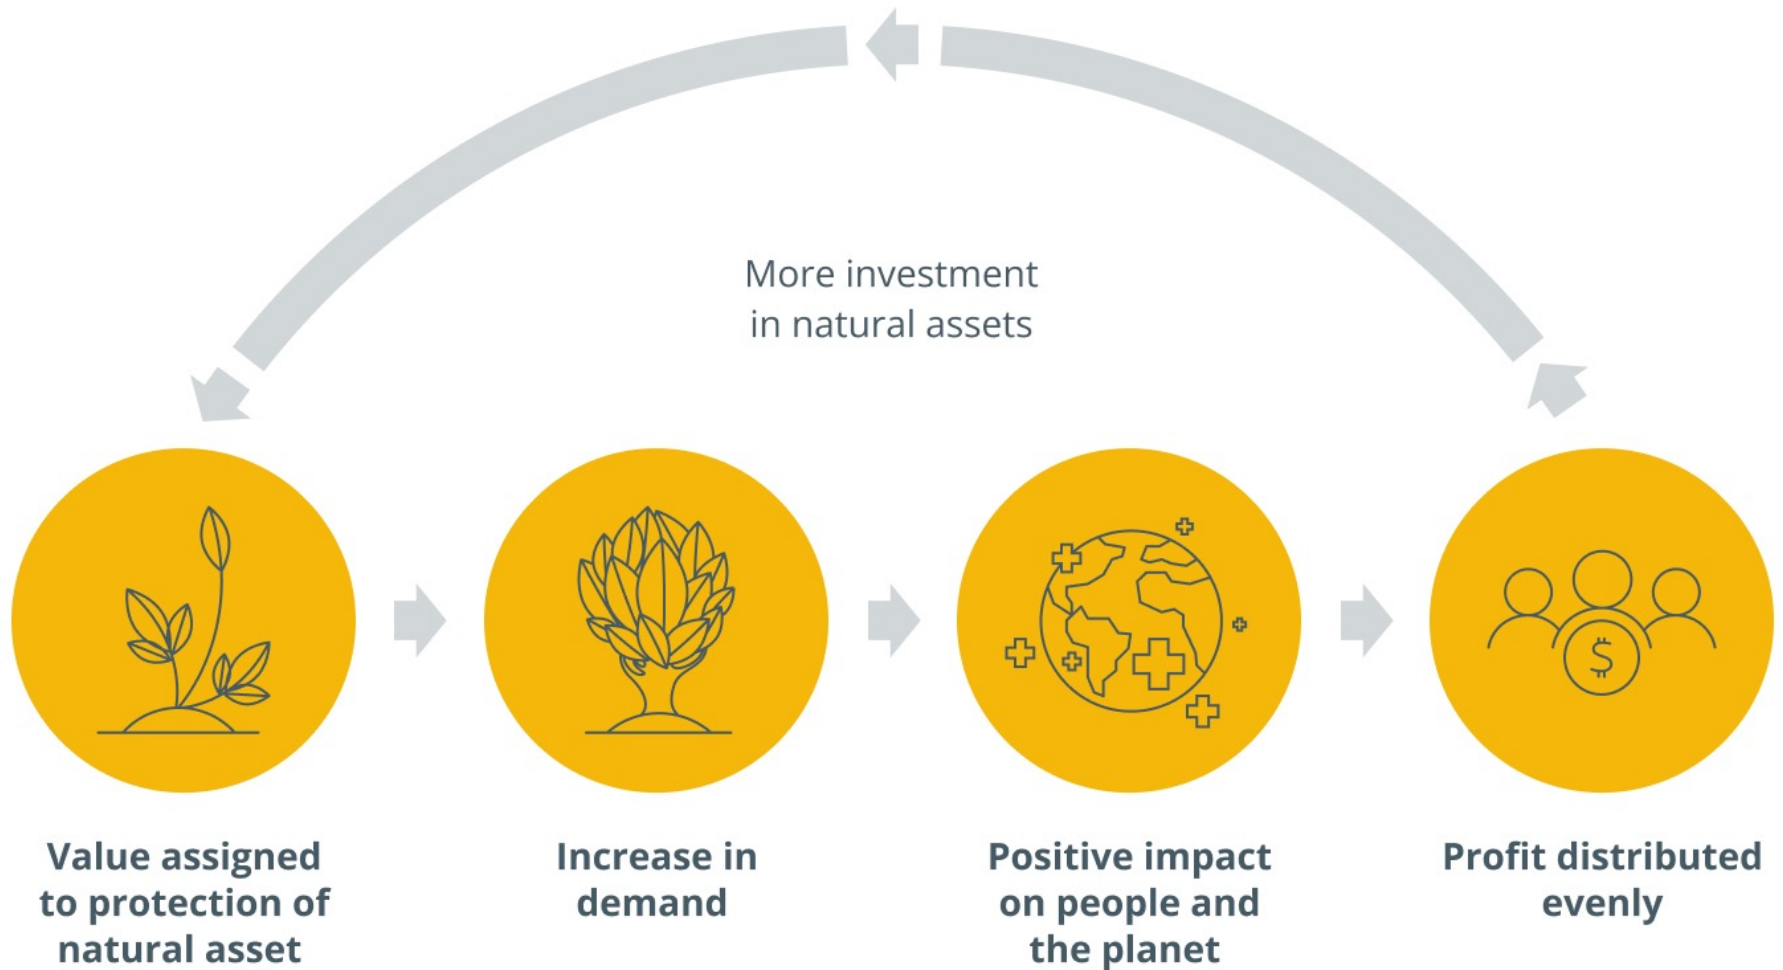 More investment
in natural assets
$
Value assigned
to protection of
natural asset
Increase in
demand
Positive impact
on people and
the planet
Profit distributed
evenly